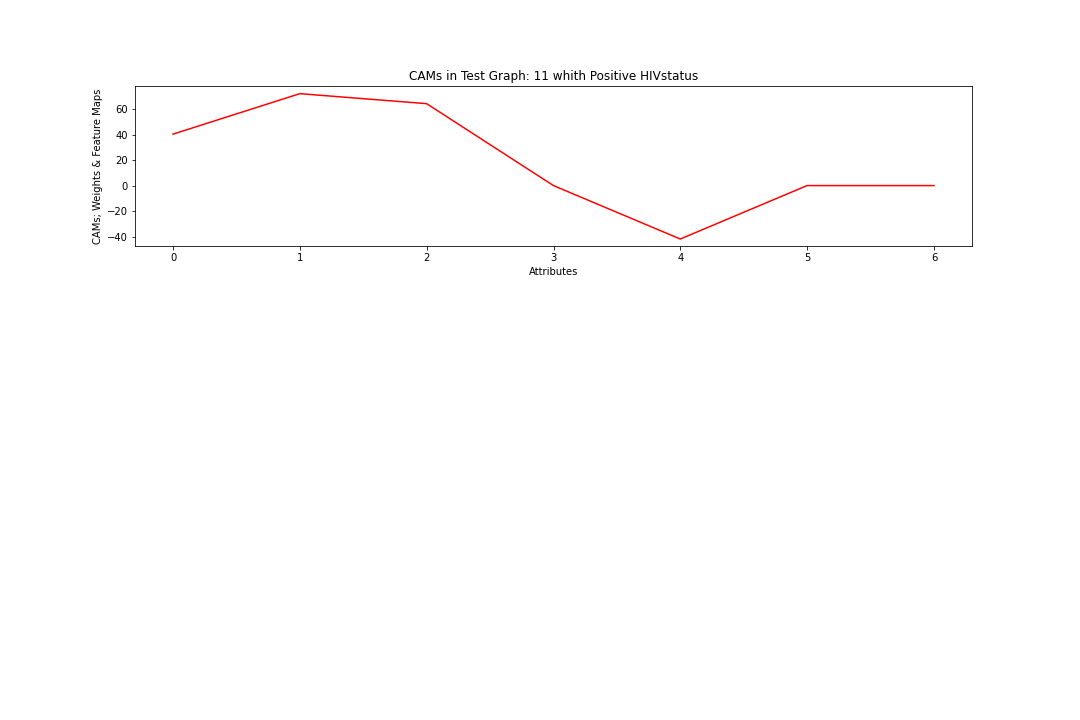 CAMs in Test Graph: 11 whith Positive HIVstatus
CAMs; Weights & Feature Maps
60
40
20
0
−20
−40
0 1 2 3 4 5 6
Attributes